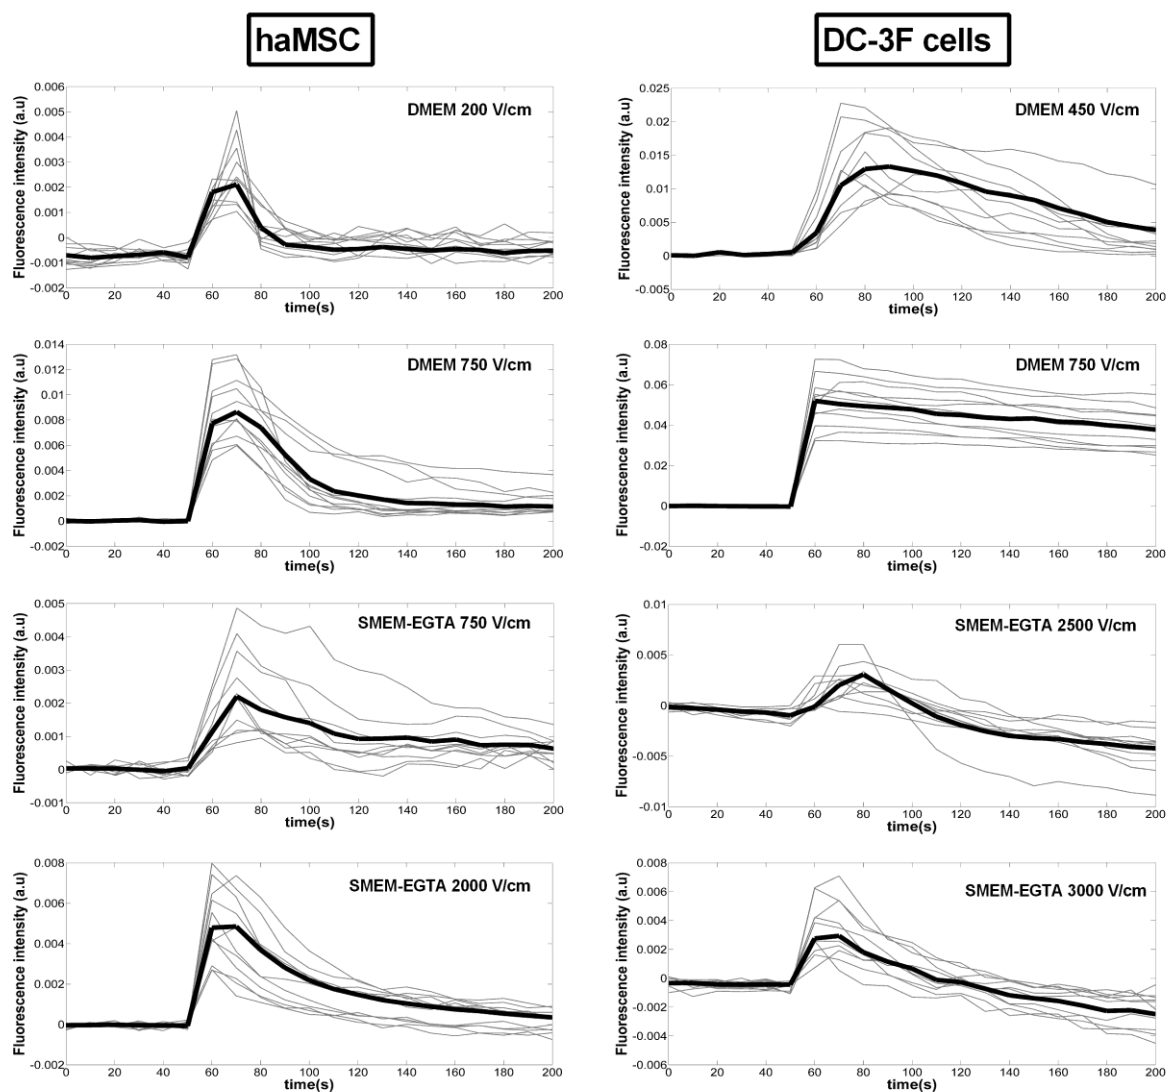 haMSC
DC-3F cells
Fluorescence intensity (a.u)
0.006
0.005
0.004
0.003
0.002
0.001
0
-0.001
-0.002
DMEM 200 V/cm
0 20 40 60 80 100 120 140 160 180 200
time(s)
Fluorescence intensity (a.u)
0.025
0.02
0.015
0.01
0.005
0
-0.005
DMEM 450 V/cm
0 20 40 60 80 100 120 140 160 180 200
time(s)
Fluorescence intensity (a.u)
0.014
0.012
0.01
0.008
0.006
0.004
0.002
0
-0.002
DMEM 750 V/cm
0 20 40 60 80 100 120 140 160 180 200
time(s)
Fluorescence intensity (a.u)
0.08
0.06
0.04
0.02
0
-0.02
DMEM 750 V/cm
0 20 40 60 80 100 120 140 160 180 200
time(s)
Fluorescence intensity (a.u)
0.005
0.004
0.003
0.002
0.001
0
-0.001
SMEM-EGTA 750 V/cm
0 20 40 60 80 100 120 140 160 180 200
time(s)
Fluorescence intensity (a.u)
0.01
0.005
0
-0.005
-0.01
SMEM-EGTA 2500 V/cm
0 20 40 60 80 100 120 140 160 180 200
time(s)
Fluorescence intensity (a.u)
0.008
0.006
0.004
0.002
0
-0.002
SMEM-EGTA 2000 V/cm
0 20 40 60 80 100 120 140 160 180 200
time(s)
Fluorescence intensity (a.u)
0.008
0.006
0.004
0.002
0
-0.002
-0.004
-0.006
SMEM-EGTA 3000 V/cm
0 20 40 60 80 100 120 140 160 180 200
time(s)